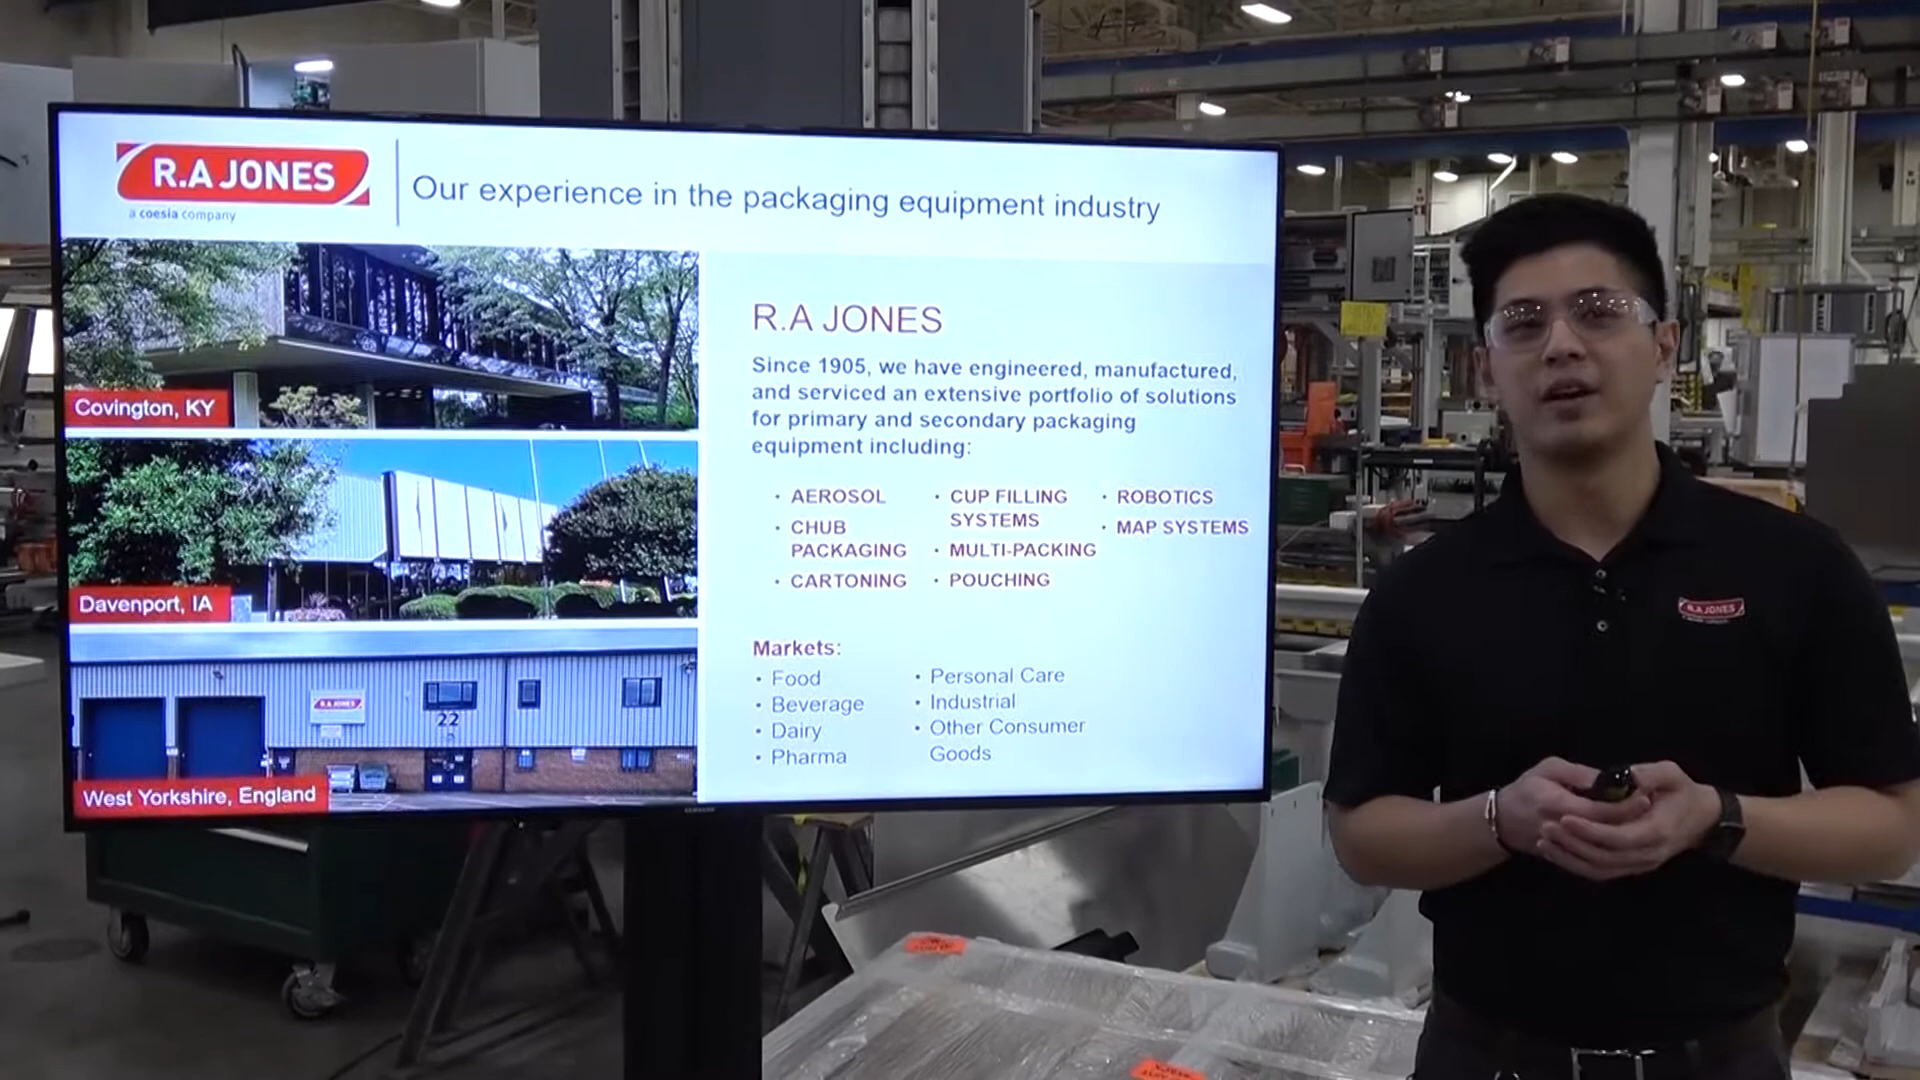 R.A JONES
a coesia company
Our experience in the packaging equipment industry
Covington, KY
Davenport, IA
R.A JONES
22
West Yorkshire, England
R.A JONES
Since 1905, we have engineered, manufactured,
and serviced an extensive portfolio of solutions
for primary and secondary packaging
equipment including:
· AEROSOL
· CHUB
PACKAGING
· CARTONING
· CUP FILLING
SYSTEMS
· MULTI-PACKING
· POUCHING
· ROBOTICS
· MAP SYSTEMS
Markets:
• Food
• Beverage
• Dairy
• Pharma
• Personal Care
• Industrial
• Other Consumer
Goods
SAMSUNG
R.A JONES